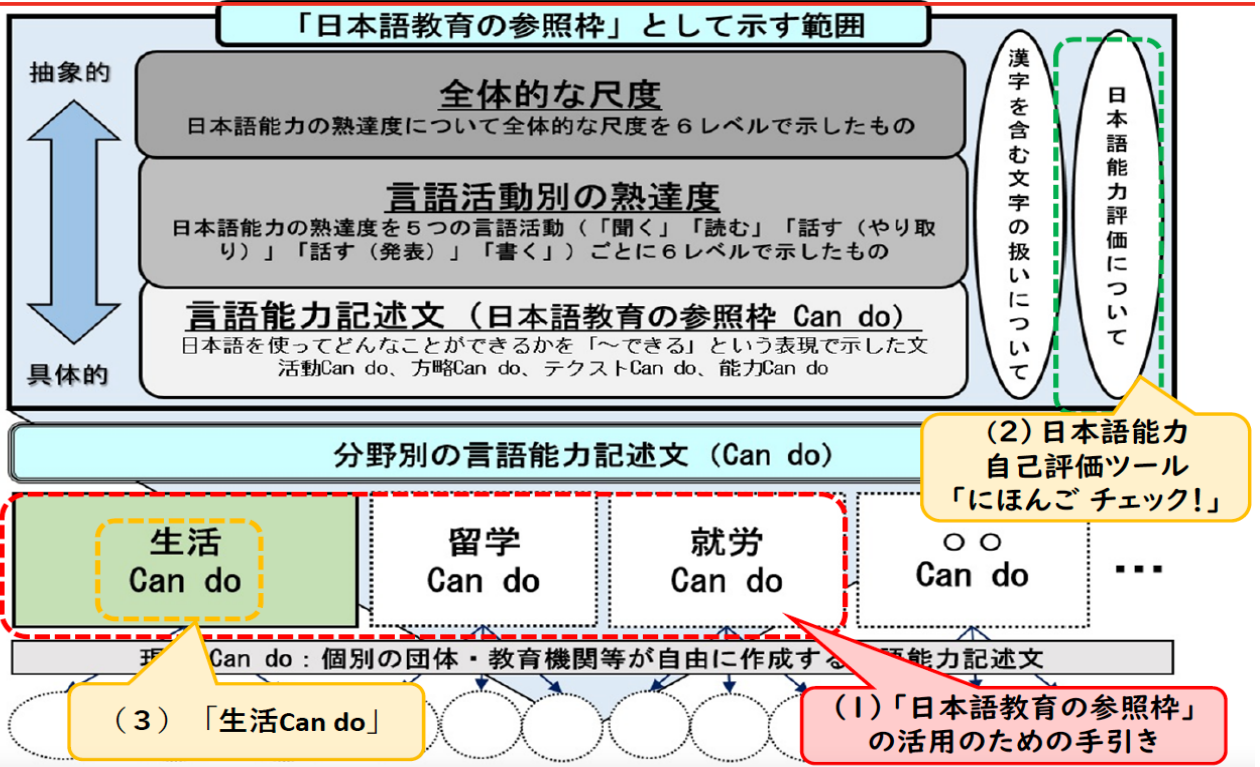 「日本語教育の参照枠」として示す範囲
抽象的
具体的
全体的な尺度
日本語能力の熟達度について全体的な尺度を６レベルで示したもの
言語活動別の熟達度
日本語能力の熟達度を５つの言語活動（「聞く」「読む」「話す（やり取
り）」「話す（発表）」「書く」）ごとに６レベルで示したもの
言語能力記述文（日本語教育の参照枠 Can do）
日本語を使ってどんなことができるかを「～できる」という表現で示した文
活動Can do、方略Can do、テクストCan do、能力Can do
漢字を含む文字の扱いについて
日本語能力評価について
(２)日本語能力
自己評価ツール
「にほんご チェック!」
分野別の言語能力記述文（Can do）
生活
Can do
留学
Can do
就労
Can do
○○
Can do
…
Can do：個別の団体・教育機関等が自由に作成する 語能力記述文
（３）「生活Can do」
(１)「日本語教育の参照枠」
の活用のための手引き